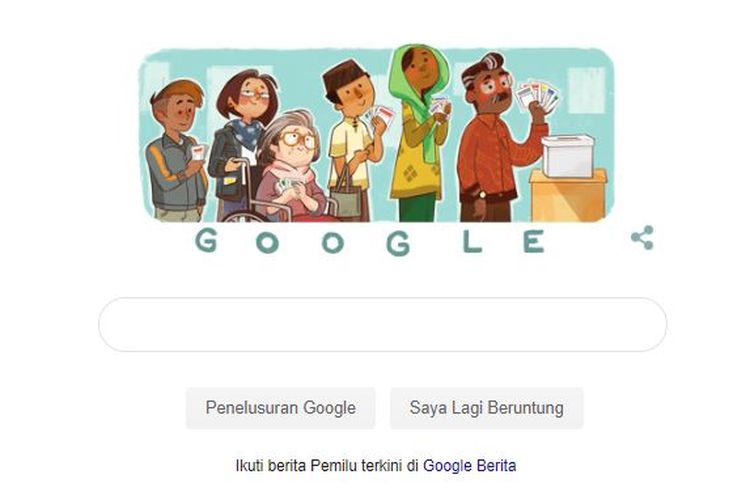 GOOGLE
Penelusuran Google
Saya Lagi Beruntung
Ikuti berita Pemilu terkini di Google Berita